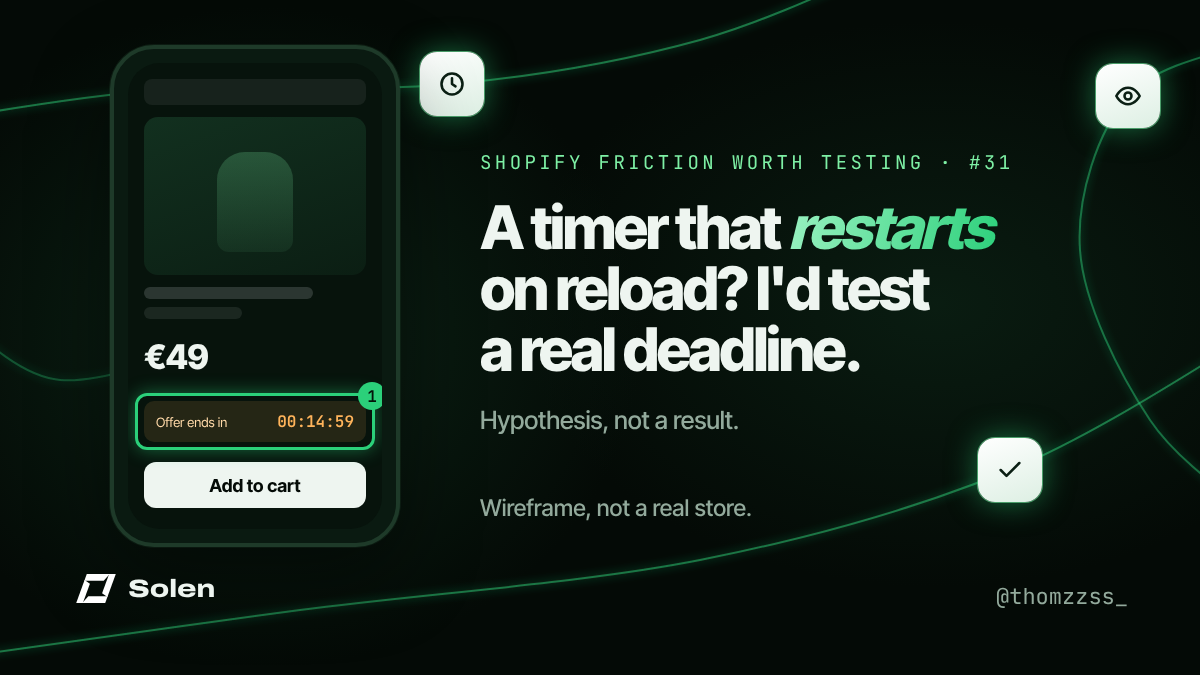 SHOPIFY FRICTION WORTH TESTING · #31
A timer that restarts
on reload? I'd test
a real deadline.
Hypothesis, not a result.
Wireframe, not a real store.
€49
1
Offer ends in 00:14:59
Add to cart
Solen
@thomzzss_